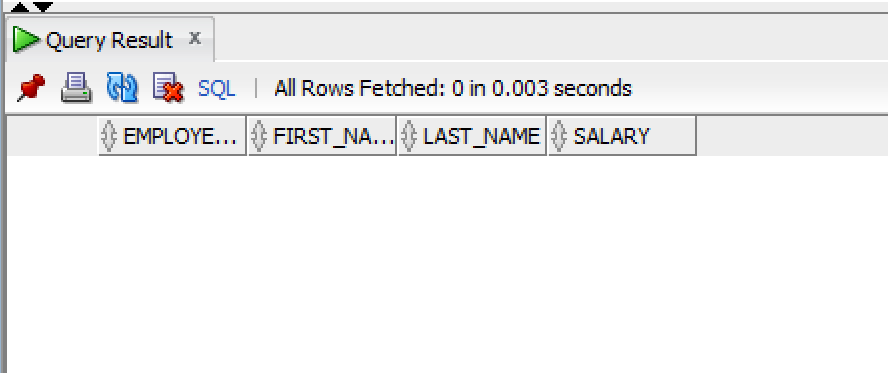 Query Result x
SQL | All Rows Fetched: 0 in 0.003 seconds
EMPLOYE... FIRST_NA... LAST_NAME SALARY